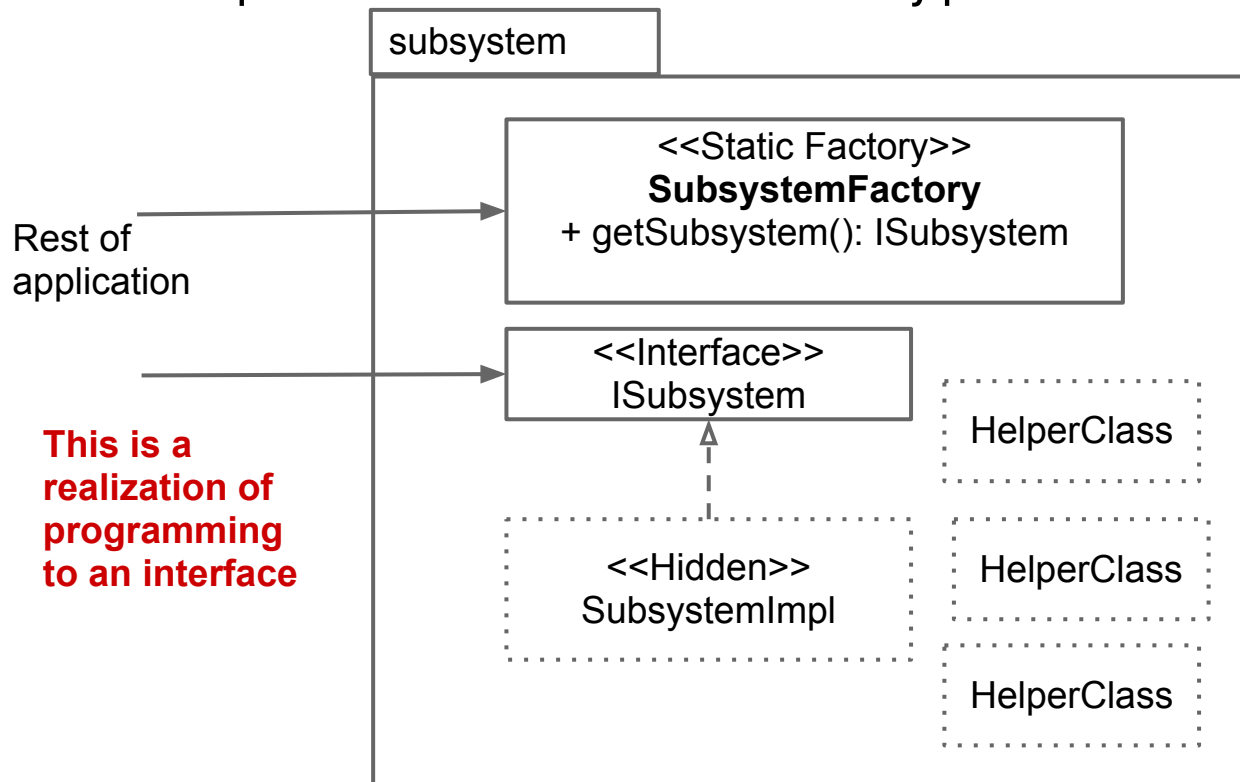 subsystem
<<Static Factory>>
SubsystemFactory
+ getSubsystem(): ISubsystem
Rest of
application
<<Interface>>
ISubsystem
HelperClass
This is a
realization of
programming
to an interface
<<Hidden>>
SubsystemImpl
HelperClass
HelperClass